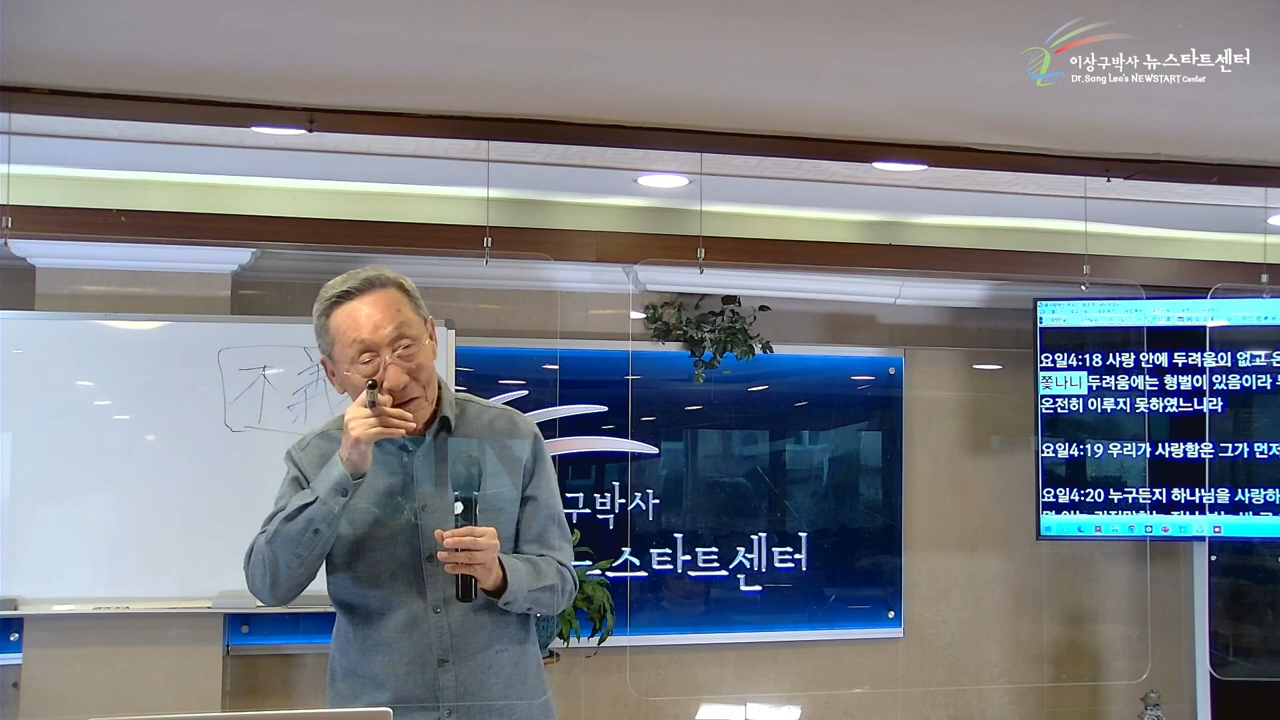 이상구박사 뉴스타트센터
Dr. Sang Lee's NEWSTART Center
不
요일4:18 사랑 안에 두려움이 없고 온
쫓나니 두려움에는 형벌이 있음이라
온전히 이루지 못하였느니라
요일4:19 우리가 사랑함은 그가 먼저
요일4:20 누구든지 하나님을 사랑하
구박사
뉴스타트센터